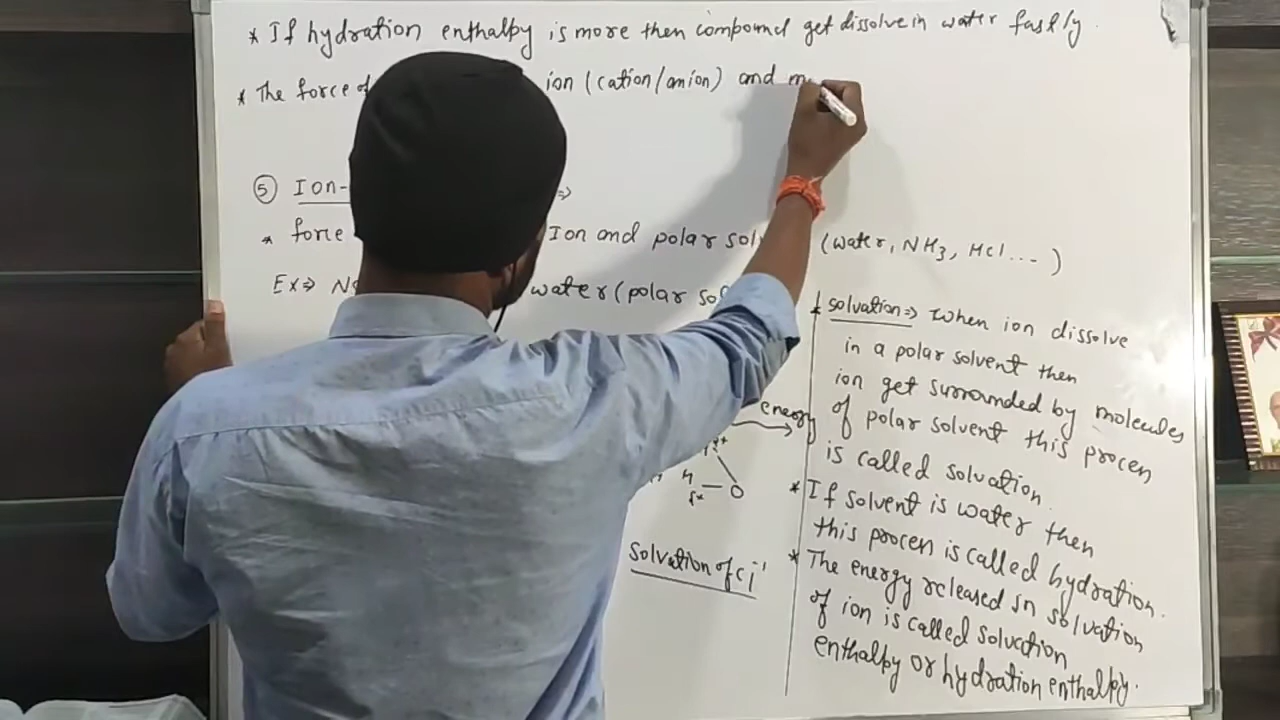 * If hydration enthalpy is more then compound get dissolve in water fastly.
* The force of ion (cation/anion) and m
⑤ Ion- ⇒
* force Ion and polar sol (water, NH3, HCl... )
Ex⇒ Na water (polar so
* solvation⇒ When ion dissolve
in a polar solvent then
ion get surrounded by molecules
of polar solvent this procen
is called solvation.
* If solvent is water then
this procen is called hydration.
* The energy released in solvation
of ion is called solvation
enthalpy or hydration enthalpy.
energy
H
δ+
O
solvation of Cl-